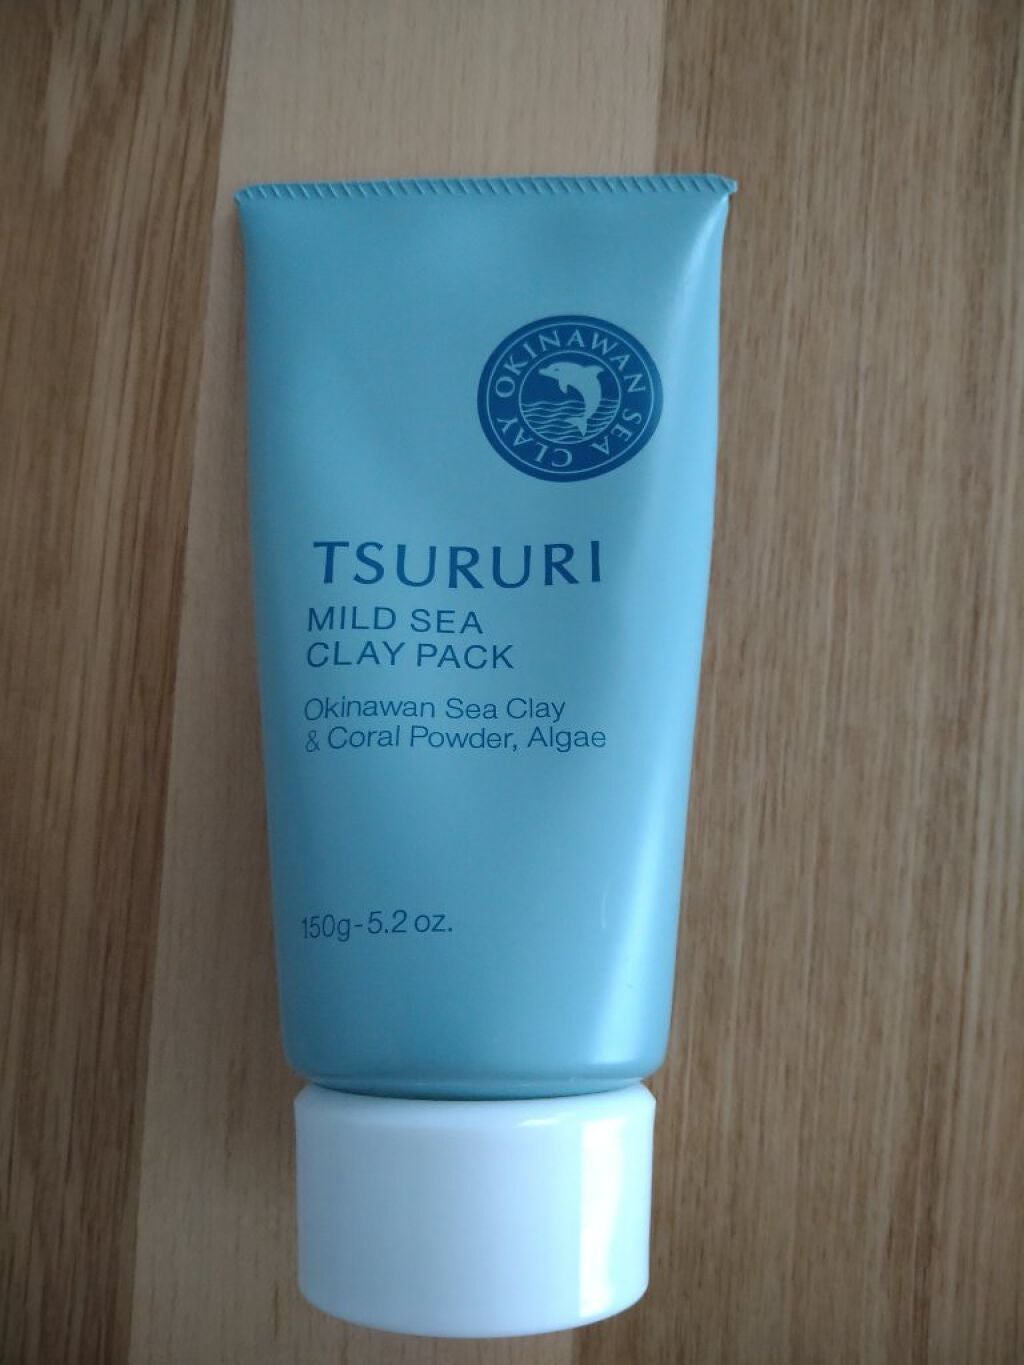 OKINAWAN SEA CLAY
TSURURI
MILD SEA
CLAY PACK
Okinawan Sea Clay
& Coral Powder, Algae
150g-5.2 oz.